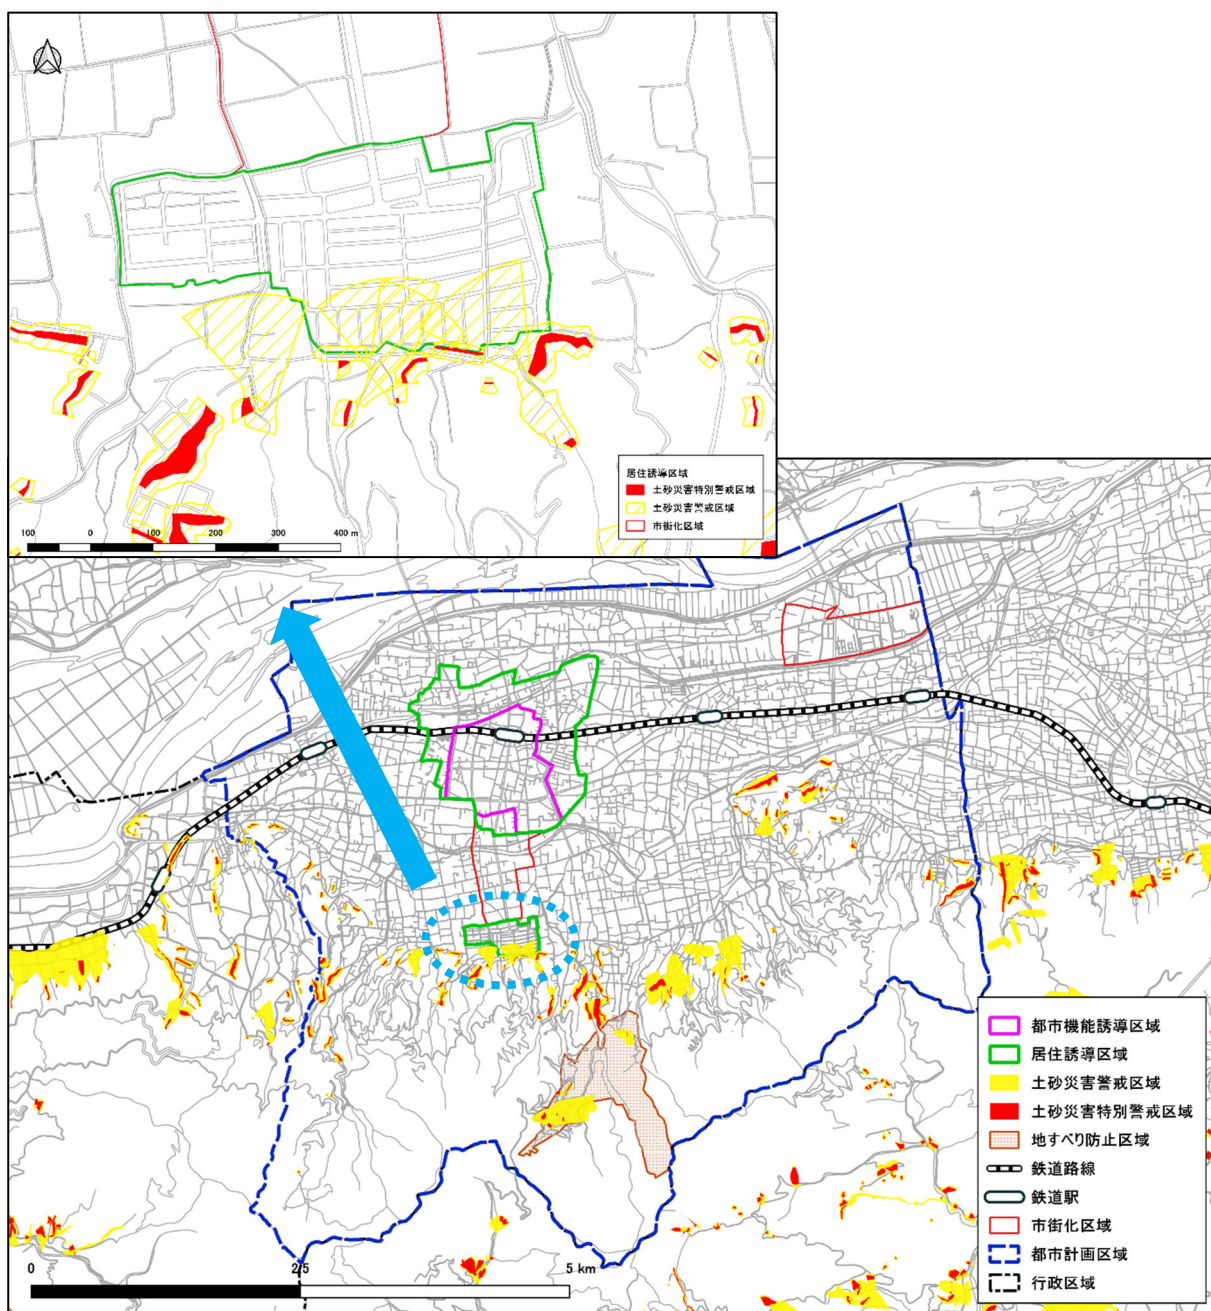 居住誘導区域
土砂災害特別警戒区域
土砂災害警戒区域
市街化区域
100 0 100 200 300 400 m
都市機能誘導区域
居住誘導区域
土砂災害警戒区域
土砂災害特別警戒区域
地すべり防止区域
鉄道路線
鉄道駅
市街化区域
都市計画区域
行政区域
0 2.5 5 km